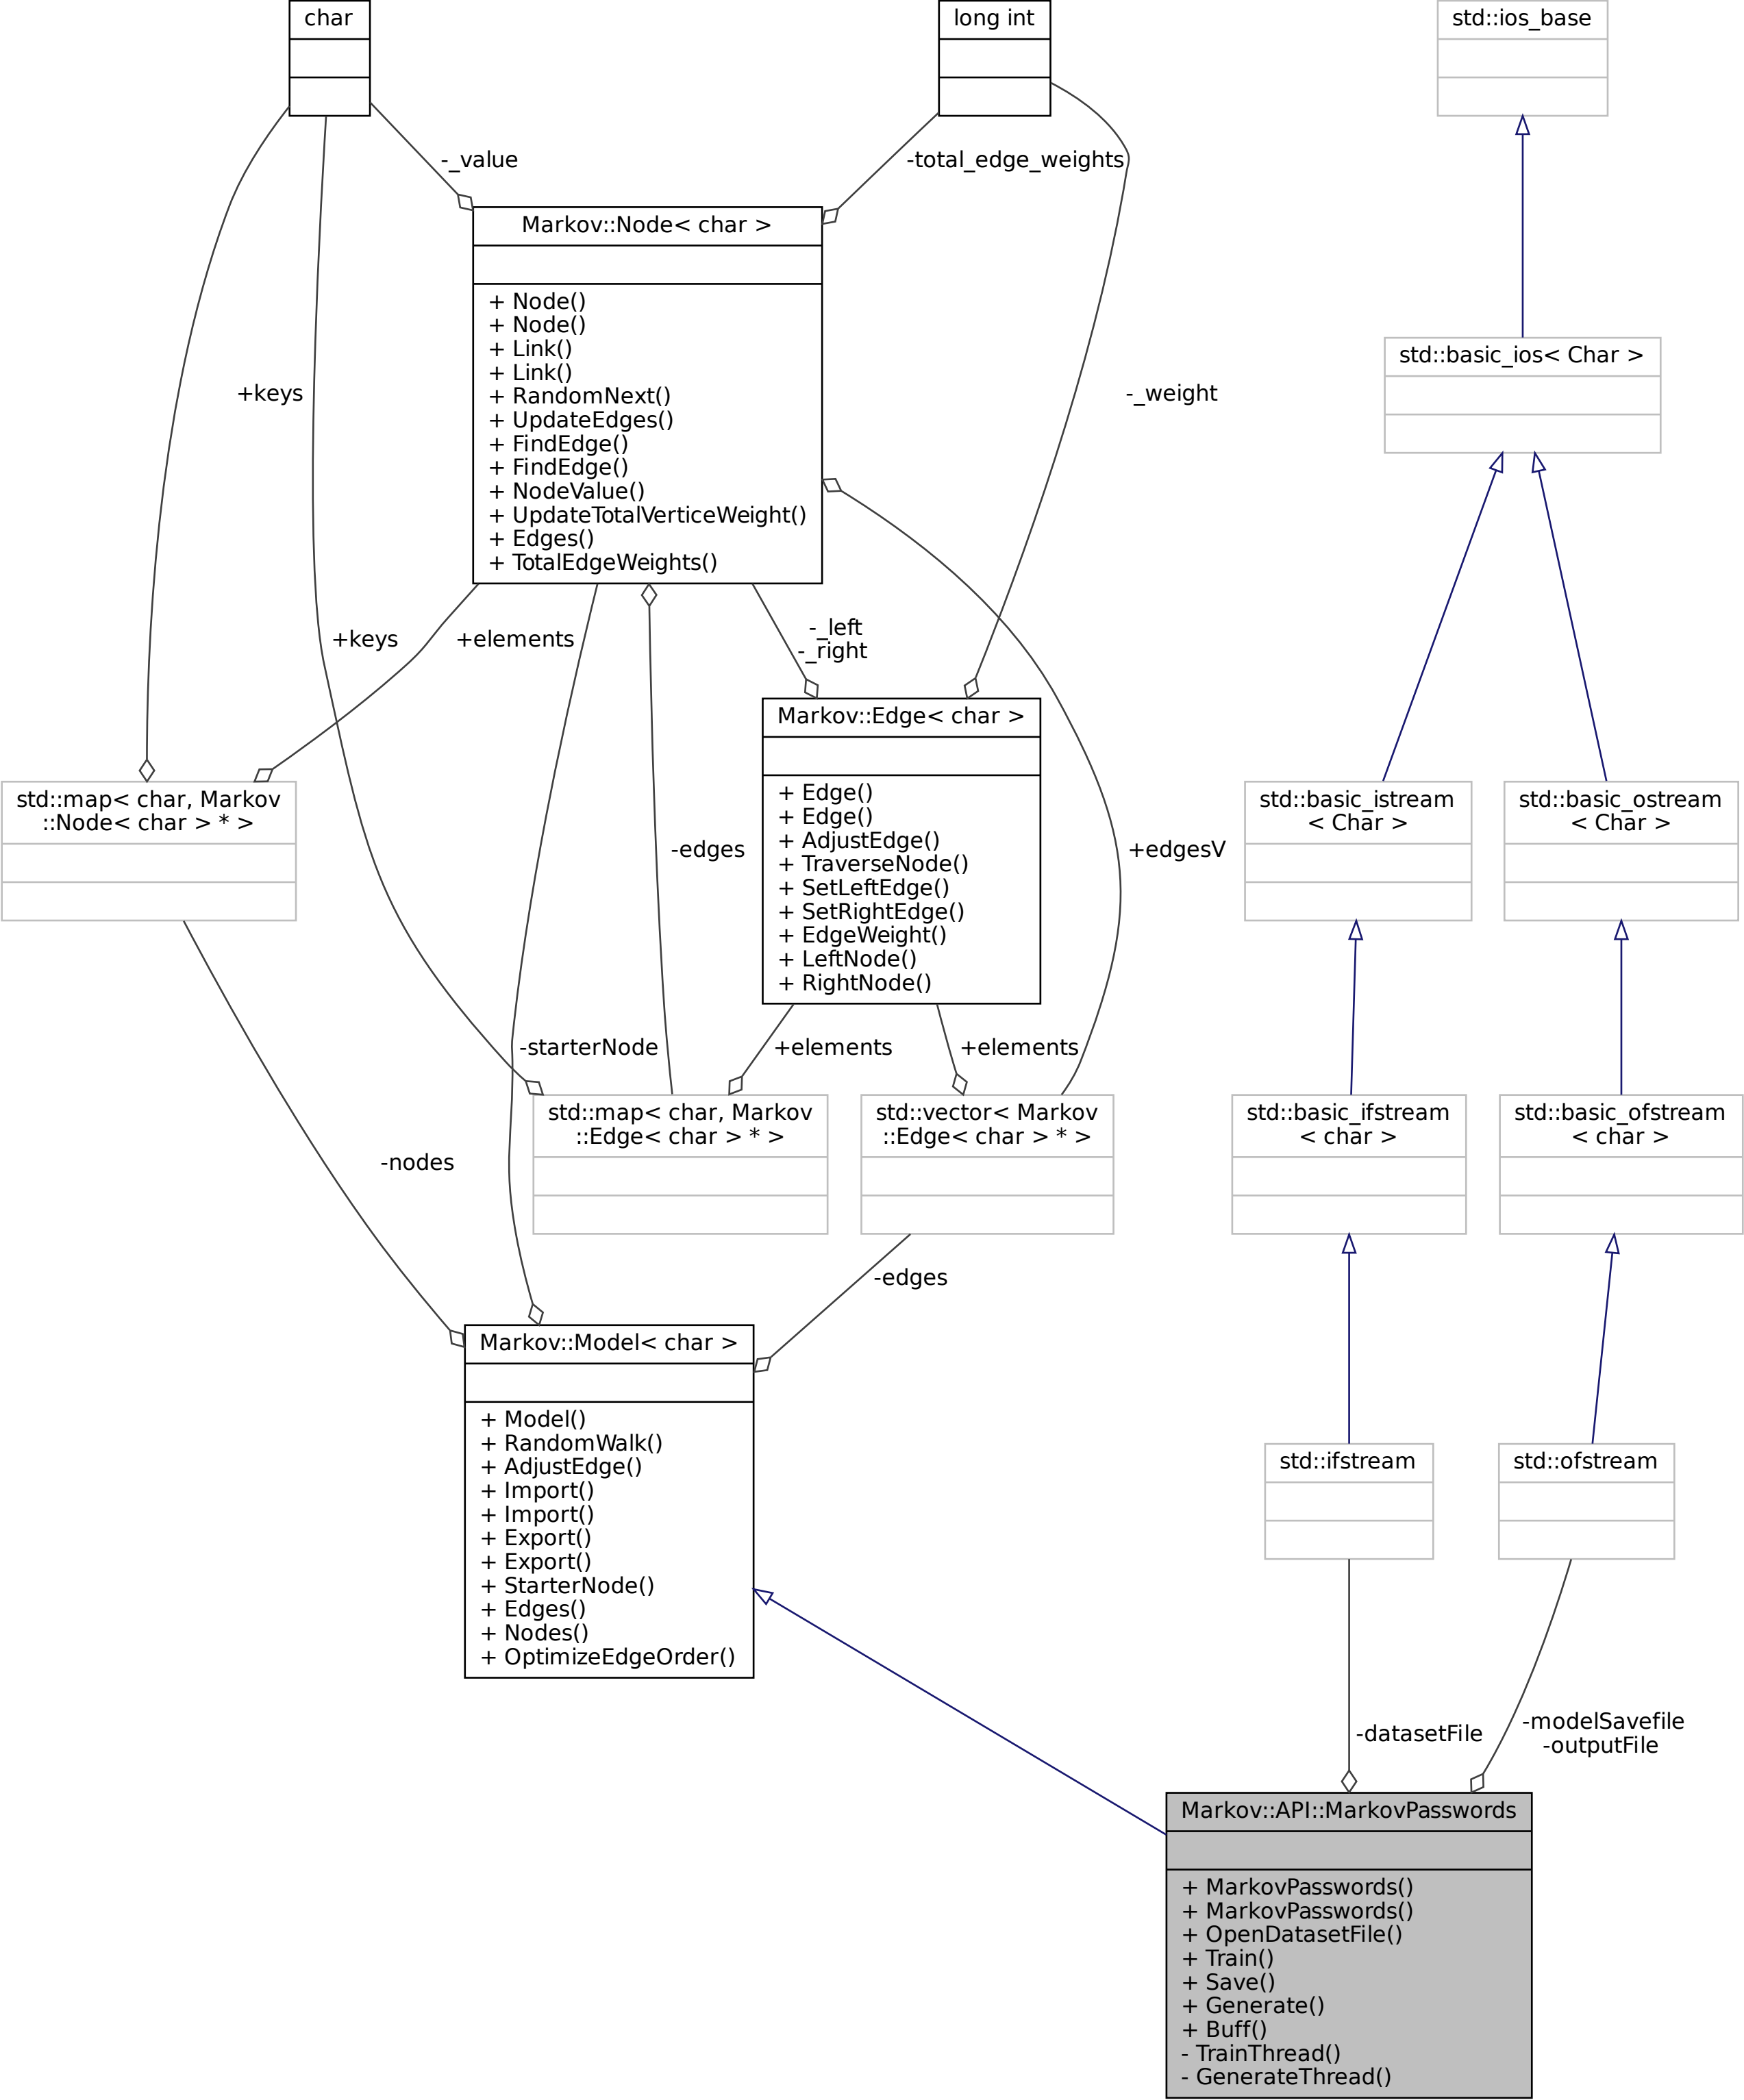 char
long int
std::ios_base
-_value
-total_edge_weights
Markov::Node< char >
+ Node()
+ Node()
+ Link()
+ Link()
+ RandomNext()
+ UpdateEdges()
+ FindEdge()
+ FindEdge()
+ NodeValue()
+ UpdateTotalVerticeWeight()
+ Edges()
+ TotalEdgeWeights()
std::basic_ios< Char >
+keys
-_weight
+keys
+elements
-_left
-_right
Markov::Edge< char >
+ Edge()
+ Edge()
+ AdjustEdge()
+ TraverseNode()
+ SetLeftEdge()
+ SetRightEdge()
+ EdgeWeight()
+ LeftNode()
+ RightNode()
std::map< char, Markov
::Node< char > * >
-edges
+edgesV
std::basic_istream
< Char >
std::basic_ostream
< Char >
-starterNode
+elements
+elements
std::map< char, Markov
::Edge< char > * >
std::vector< Markov
::Edge< char > * >
std::basic_ifstream
< char >
std::basic_ofstream
< char >
-nodes
-edges
Markov::Model< char >
+ Model()
+ RandomWalk()
+ AdjustEdge()
+ Import()
+ Import()
+ Export()
+ Export()
+ StarterNode()
+ Edges()
+ Nodes()
+ OptimizeEdgeOrder()
std::ifstream
std::ofstream
-datasetFile
-modelSavefile
-outputFile
Markov::API::MarkovPasswords
+ MarkovPasswords()
+ MarkovPasswords()
+ OpenDatasetFile()
+ Train()
+ Save()
+ Generate()
+ Buff()
- TrainThread()
- GenerateThread()